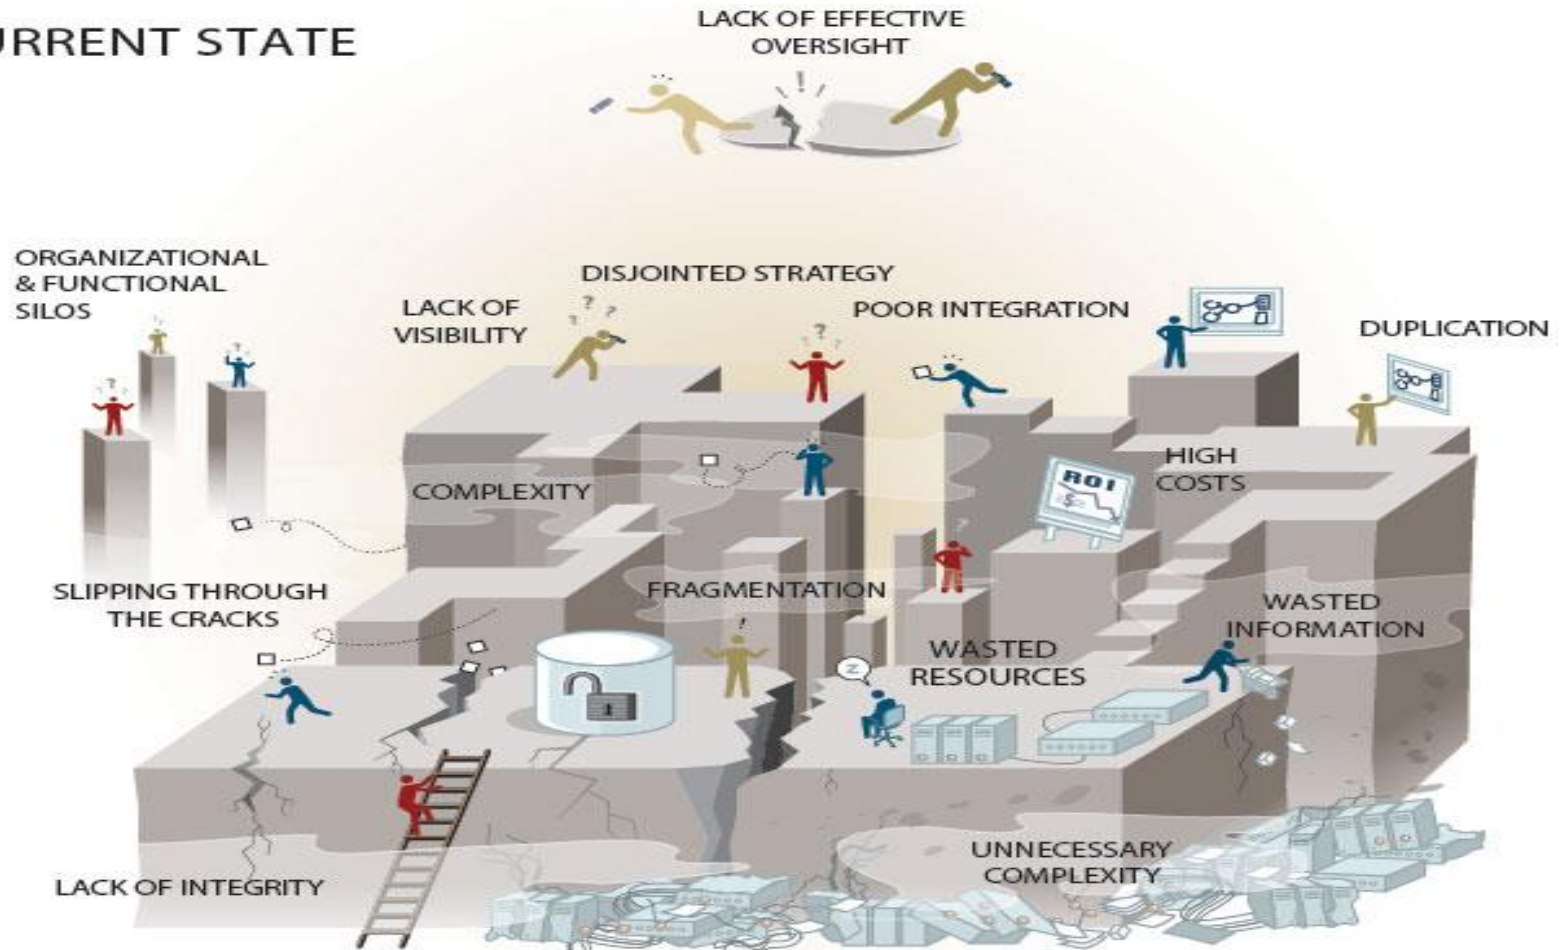 URRENT STATE
LACK OF EFFECTIVE
OVERSIGHT
ORGANIZATIONAL
& FUNCTIONAL
SILOS
LACK OF
VISIBILITY
DISJOINTED STRATEGY
POOR INTEGRATION
DUPLICATION
COMPLEXITY
HIGH
COSTS
ROI
$
SLIPPING THROUGH
THE CRACKS
FRAGMENTATION
WASTED
INFORMATION
WASTED
RESOURCES
Z
LACK OF INTEGRITY
UNNECESSARY
COMPLEXITY